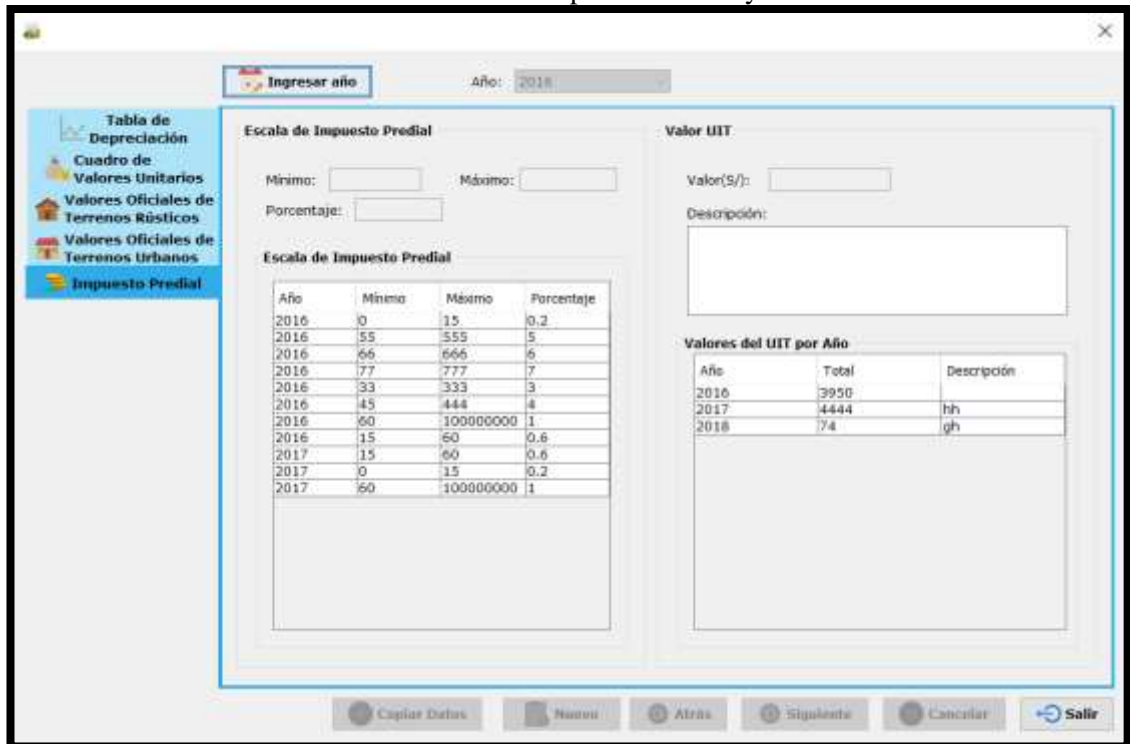 Ingresar año
Año: 2016
Tabla de
Depreciación
Cuadro de
Valores Unitarios
Valores Oficiales de
Terrenos Rústicos
Valores Oficiales de
Terrenos Urbanos
Impuesto Predial
Escala de Impuesto Predial
Mínimo: Máximo:
Porcentaje:
Escala de Impuesto Predial
Año Mínimo Máximo Porcentaje
2016 0 15 0.2
2016 55 555 5
2016 66 666 6
2016 77 777 7
2016 33 333 3
2016 45 444 4
2016 60 100000000 1
2016 15 60 0.6
2017 15 60 0.6
2017 0 15 0.2
2017 60 100000000 1
Valor UIT
Valor(S/):
Descripción:
Valores del UIT por Año
Año Total Descripción
2016 3950
2017 4444 hh
2018 74 gh
Copiar Datos Nuevo Atrás Siguiente Cancelar Salir